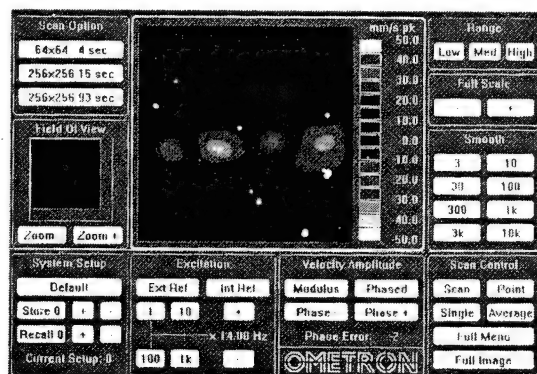 Scan Option
64x64 4 sec
256x256 15 sec
256x256 93 sec
Field Of View
Zoom - Zoom +
mm/s pk
50.0
40.0
30.0
20.0
10.0
0.0
-10.0
-20.0
-30.0
-40.0
-50.0
Range
Low Med High
Full Scale
- +
Smooth
3 10
30 100
300 1k
3k 10k
System Setup
Default
Store 0 + -
Recall 0 + -
Current Setup: 0
Excitation
Ext Ref Int Ref
1 10 +
x 14.00 Hz
100 1k -
Velocity Amplitude
Modulus Phased
Phase - Phase +
Phase Error: -2
OMETRON
Scan Control
Scan Point
Single Average
Full Menu
Full Image